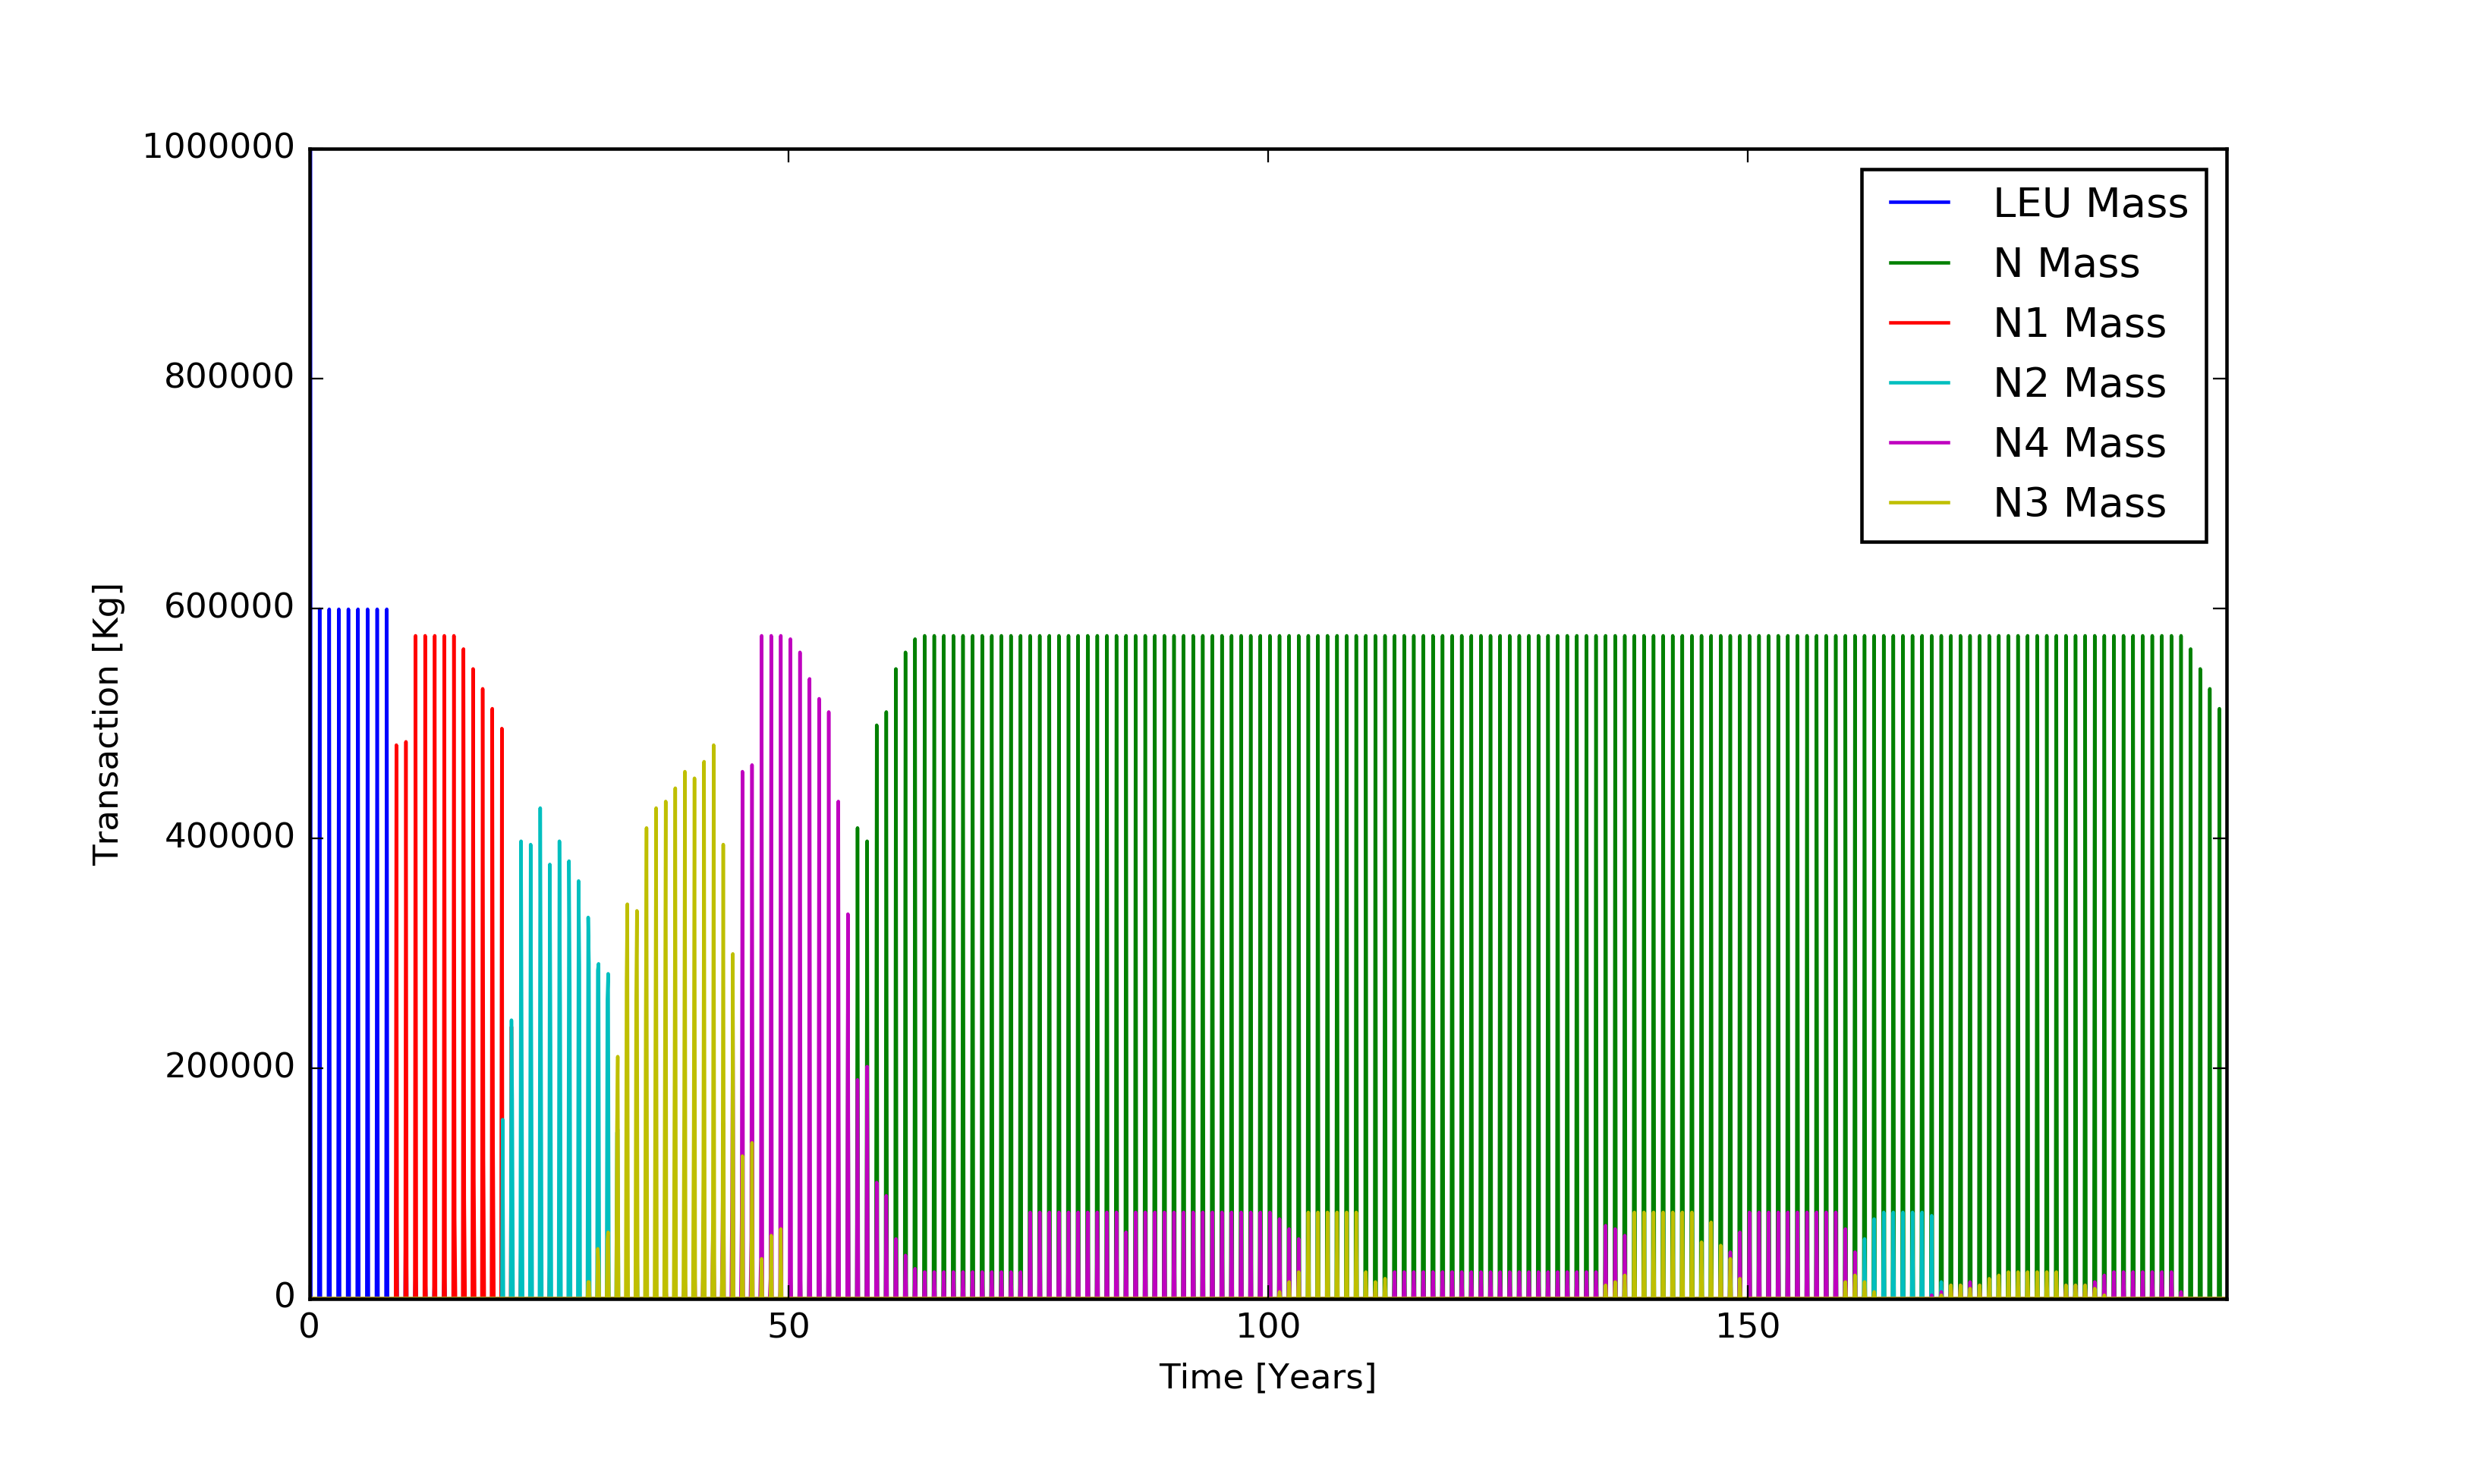 1000000
800000
600000
400000
200000
0
Transaction [Kg]
0 50 100 150
Time [Years]
LEU Mass
N Mass
N1 Mass
N2 Mass
N4 Mass
N3 Mass